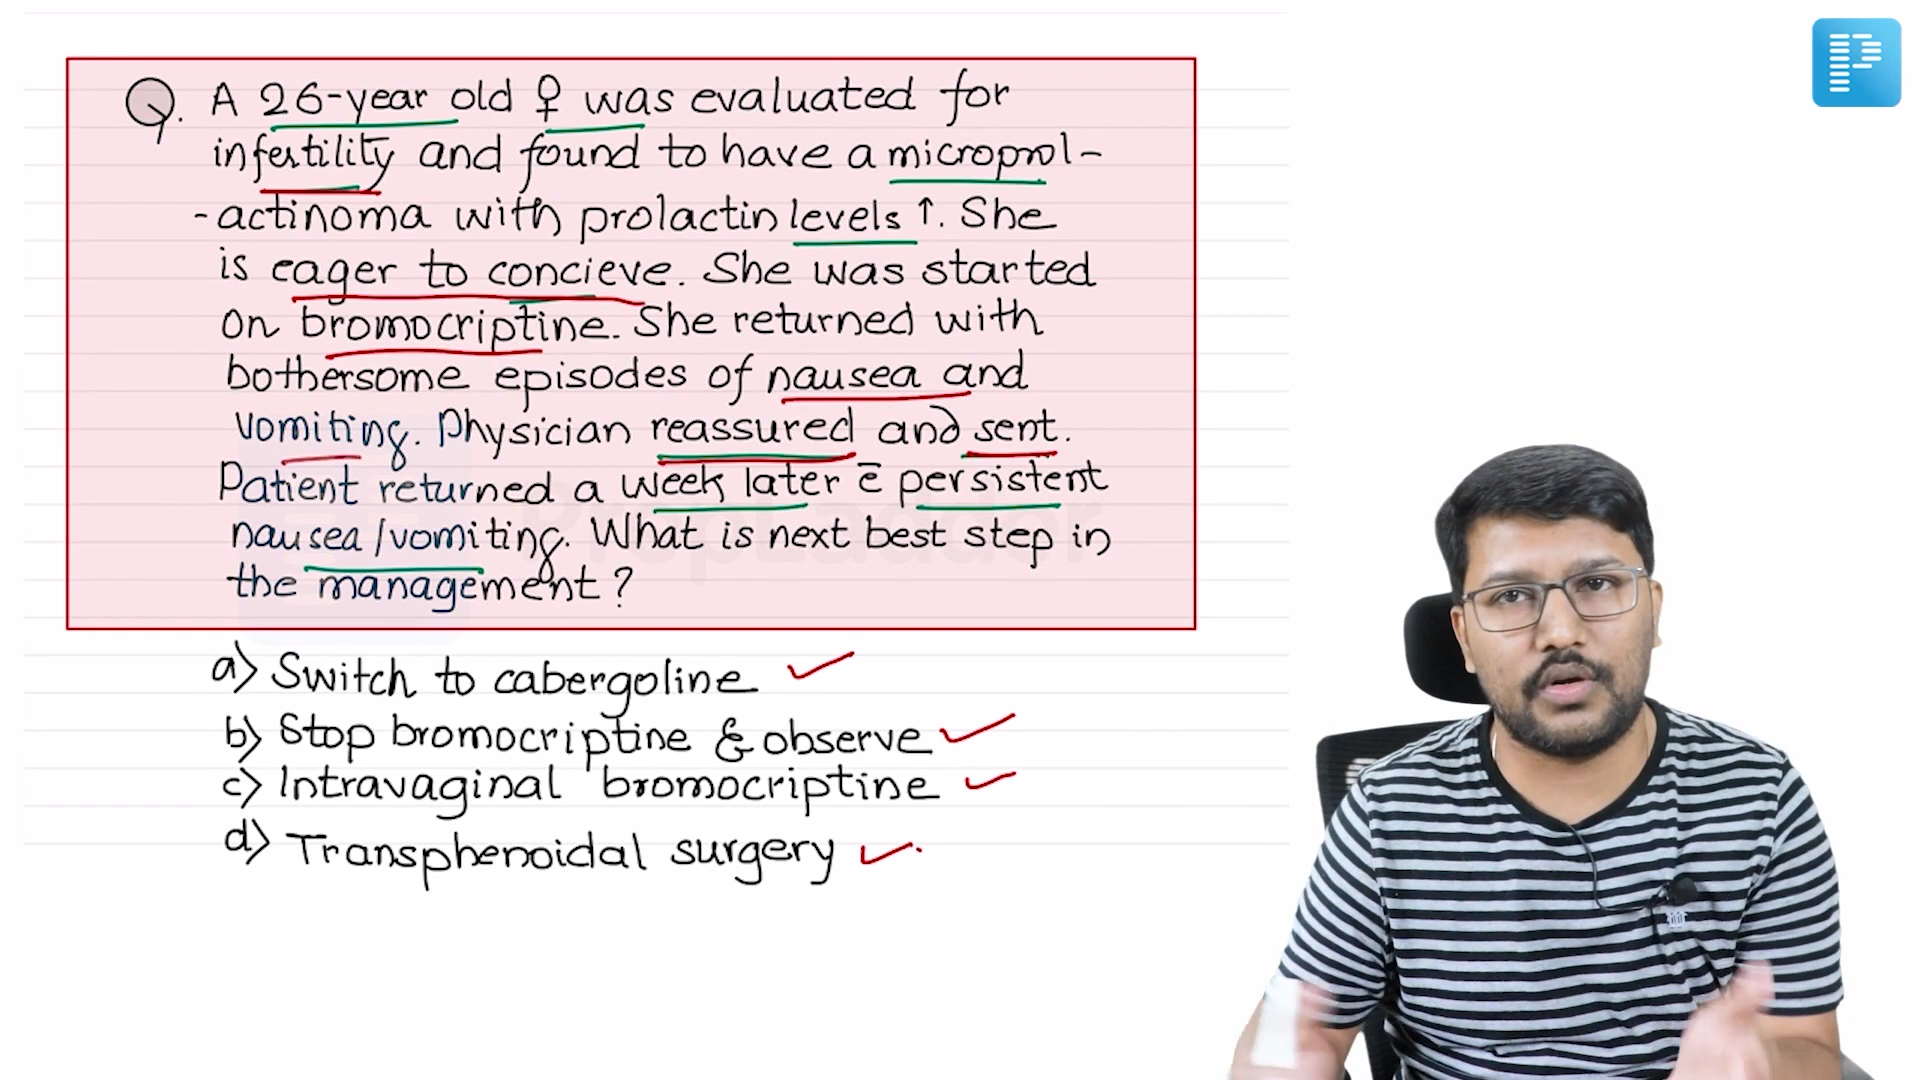 Q. A 26-year old ♀ was evaluated for
infertility and found to have a microprol-
-actinoma with prolactin levels ↑. She
is eager to concieve. She was started
on bromocriptine. She returned with
bothersome episodes of nausea and
vomiting. Physician reassured and sent.
Patient returned a week later c̄ persistent
nausea/vomiting. What is next best step in
the management?
a) Switch to cabergoline
b) Stop bromocriptine & observe
c) Intravaginal bromocriptine
d) Transphenoidal surgery